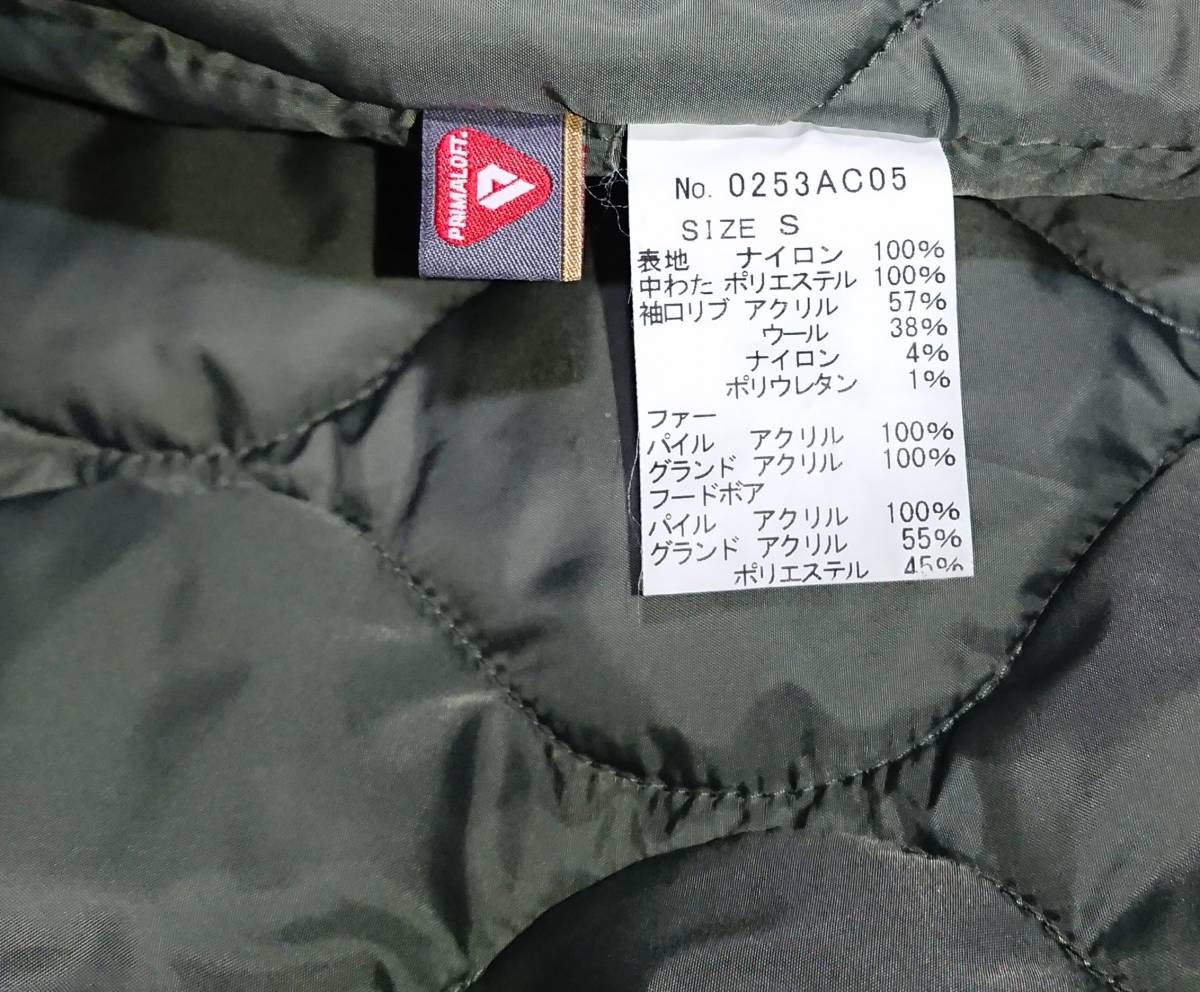 PRIMALOFT®
No. 0253AC05
SIZE S
表地 ナイロン 100%
中わた ポリエステル 100%
袖口リブ アクリル 57%
ウール 38%
ナイロン 4%
ポリウレタン 1%
ファー
パイル アクリル 100%
グランド アクリル 100%
フードボア
パイル アクリル 100%
グランド アクリル 55%
ポリエステル 45%